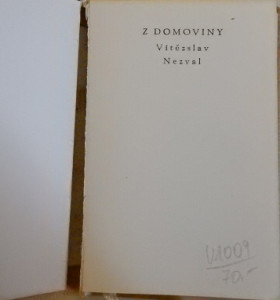 Z DOMOVINY
Vítězslav
Nezval
U1009
70.-